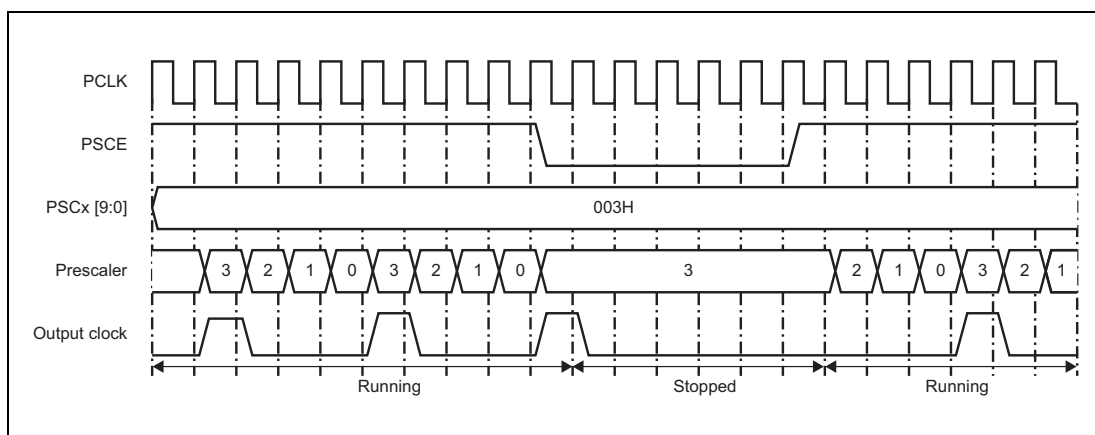 PCLK
PSCE
PSCx [9:0]
003H
Prescaler
3 2 1 0 3 2 1 0 3 2 1 0 3 2 1
Output clock
Running Stopped Running